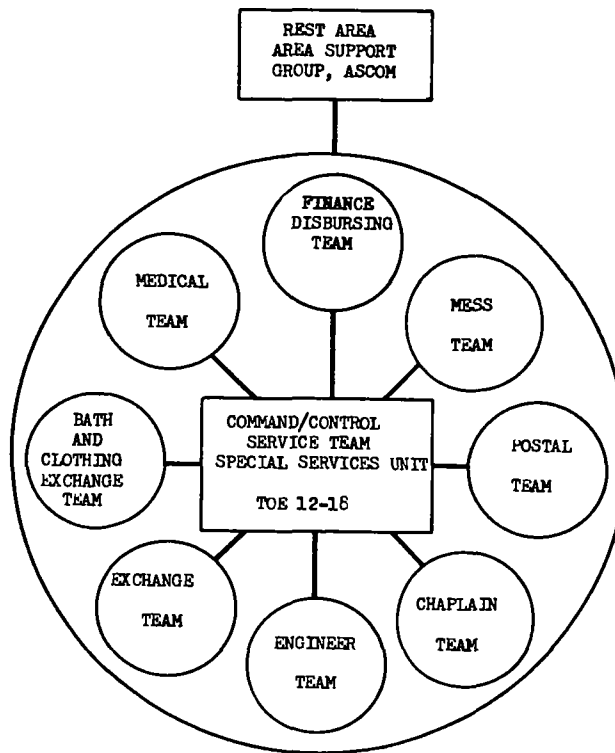 REST AREA
AREA SUPPORT
GROUP, ASCOM
FINANCE
DISBURSING
TEAM
MEDICAL
TEAM
MESS
TEAM
BATH
AND
CLOTHING
EXCHANGE
TEAM
COMMAND/CONTROL
SERVICE TEAM
SPECIAL SERVICES UNIT
TOE 12-18
POSTAL
TEAM
EXCHANGE
TEAM
ENGINEER
TEAM
CHAPLAIN
TEAM